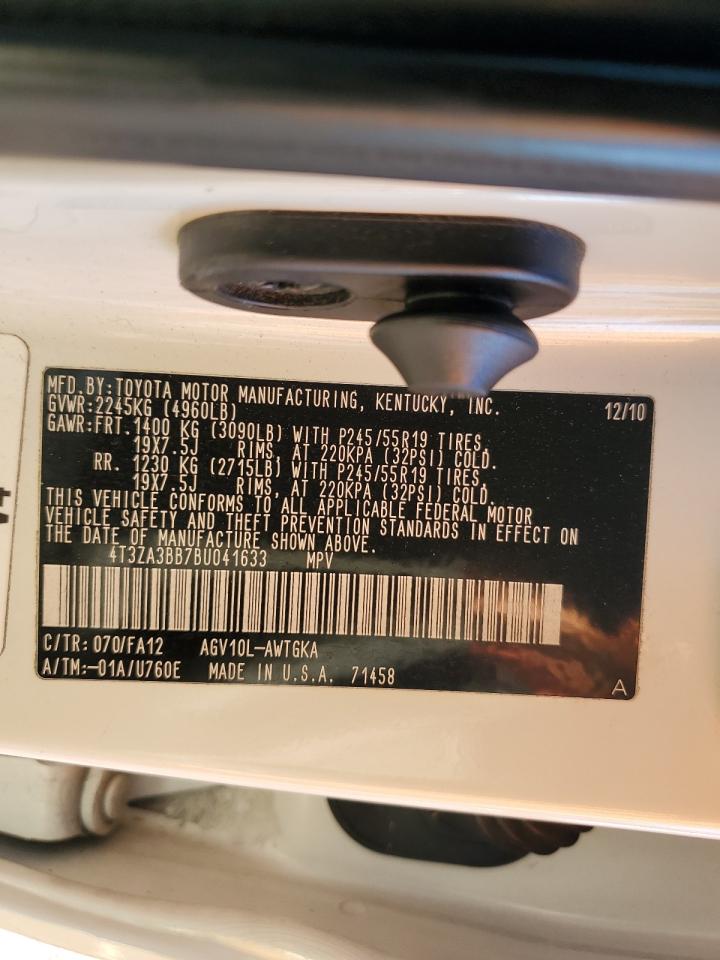 MFD.BY:TOYOTA MOTOR MANUFACTURING, KENTUCKY, INC. 12/10
GVWR:2245KG (4960LB)
GAWR:FRT. 1400 KG (3090LB) WITH P245/55R19 TIRES,
19X7.5J RIMS, AT 220KPA (32PSI) COLD.
RR. 1230 KG (2715LB) WITH P245/55R19 TIRES,
19X7.5J RIMS, AT 220KPA (32PSI) COLD.
THIS VEHICLE CONFORMS TO ALL APPLICABLE FEDERAL MOTOR
VEHICLE SAFETY AND THEFT PREVENTION STANDARDS IN EFFECT ON
THE DATE OF MANUFACTURE SHOWN ABOVE.
4T3ZA3BB7BU041633 MPV
C/TR: 070/FA12 AGV10L-AWTGKA
A/TM:-01A/U760E MADE IN U.S.A. 71458
A